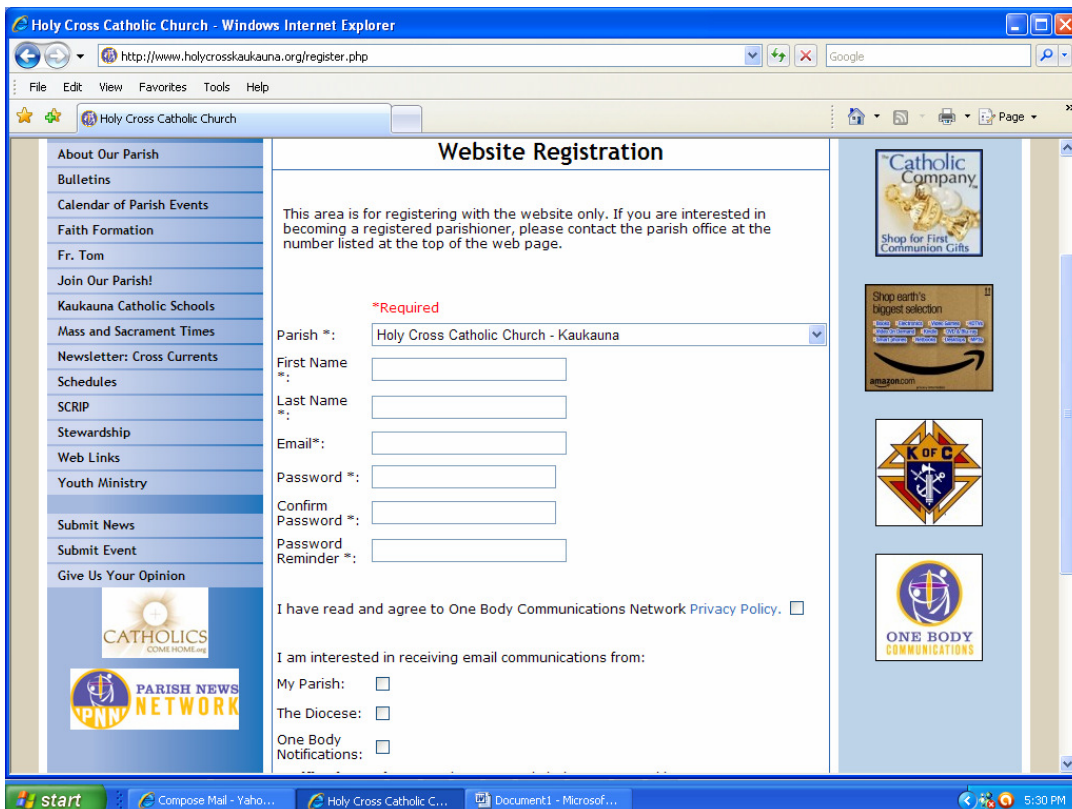 Holy Cross Catholic Church - Windows Internet Explorer
http://www.holycrosskaukauna.org/register.php
Google
File Edit View Favorites Tools Help
Holy Cross Catholic Church
Page
About Our Parish
Bulletins
Calendar of Parish Events
Faith Formation
Fr. Tom
Join Our Parish!
Kaukauna Catholic Schools
Mass and Sacrament Times
Newsletter: Cross Currents
Schedules
SCRIP
Stewardship
Web Links
Youth Ministry
Submit News
Submit Event
Give Us Your Opinion
CATHOLICS
COME HOME.org
PNN
PARISH NEWS
NETWORK
Website Registration
This area is for registering with the website only. If you are interested in
becoming a registered parishioner, please contact the parish office at the
number listed at the top of the web page.
*Required
Parish *: Holy Cross Catholic Church - Kaukauna
First Name
*:
Last Name
*:
Email*:
Password *:
Confirm
Password *:
Password
Reminder *:
I have read and agree to One Body Communications Network Privacy Policy.
I am interested in receiving email communications from:
My Parish:
The Diocese:
One Body
Notifications:
The
Catholic
Company
Shop for First
Communion Gifts
Shop earth's
biggest selection
amazon.com
K OF C
ONE BODY
COMMUNICATIONS
start
Compose Mail - Yaho...
Holy Cross Catholic C...
Document1 - Microsof...
5:30 PM